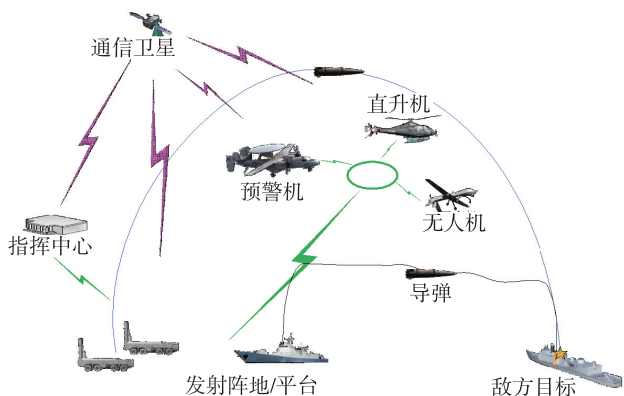 通信卫星
直升机
预警机
无人机
指挥中心
导弹
发射阵地/平台
敌方目标